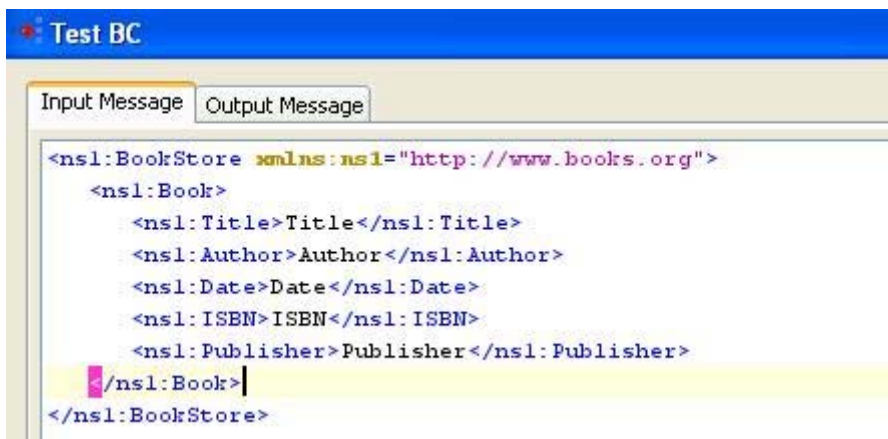 Test BC
Input Message Output Message
<ns1:BookStore xmlns:ns1="http://www.books.org">
<ns1:Book>
<ns1:Title>Title</ns1:Title>
<ns1:Author>Author</ns1:Author>
<ns1:Date>Date</ns1:Date>
<ns1:ISBN>ISBN</ns1:ISBN>
<ns1:Publisher>Publisher</ns1:Publisher>
</ns1:Book>
</ns1:BookStore>